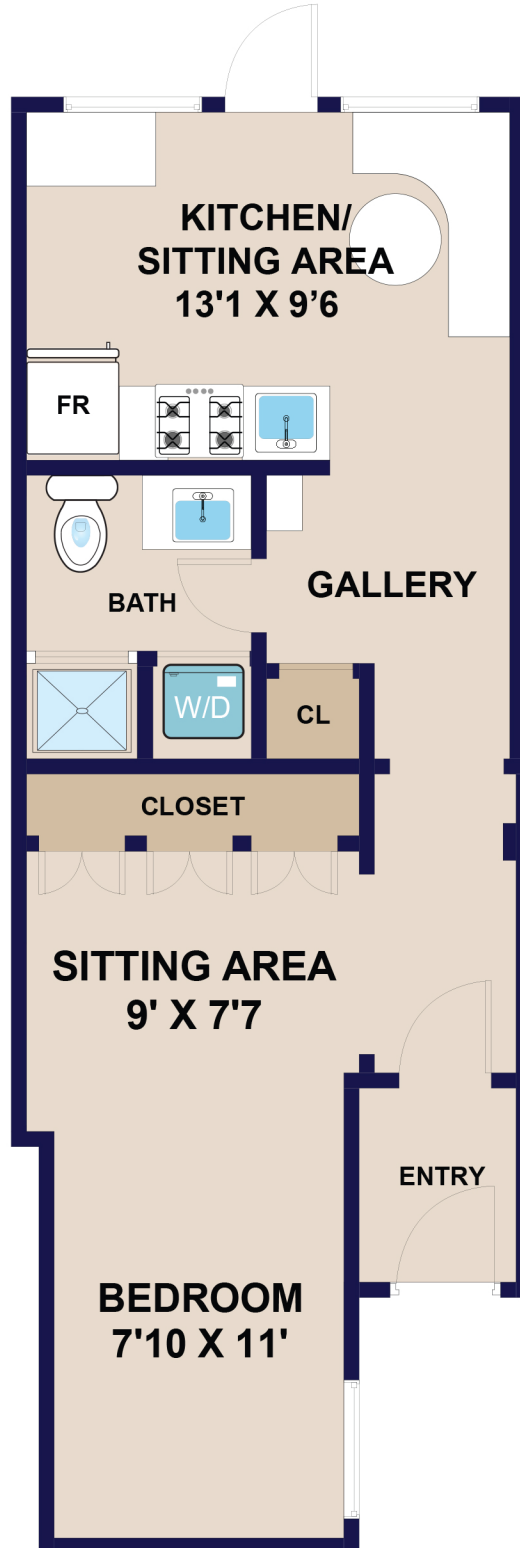 KITCHEN/
SITTING AREA
13'1 X 9’6
FR
GALLERY
BATH
W/D
CL
CLOSET
SITTING AREA
9' X 7'7
ENTRY
BEDROOM
7'10 X 11'